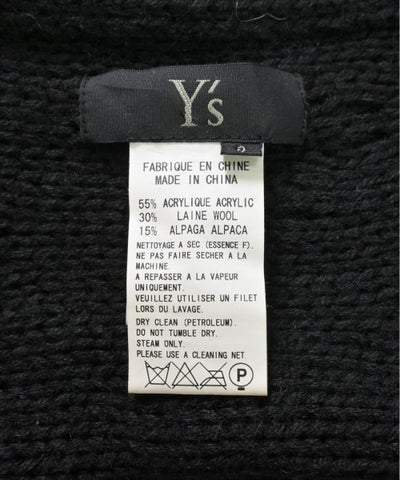 Y's
2
FABRIQUE EN CHINE
MADE IN CHINA
55% ACRYLIQUE ACRYLIC
30% LAINE WOOL
15% ALPAGA ALPACA
NETTOYAGE A SEC (ESSENCE F).
NE PAS FAIRE SECHER A LA
MACHINE.
A REPASSER A LA VAPEUR
UNIQUEMENT.
VEUILLEZ UTILISER UN FILET
LORS DU LAVAGE.
DRY CLEAN (PETROLEUM).
DO NOT TUMBLE DRY.
STEAM ONLY.
PLEASE USE A CLEANING NET.
P